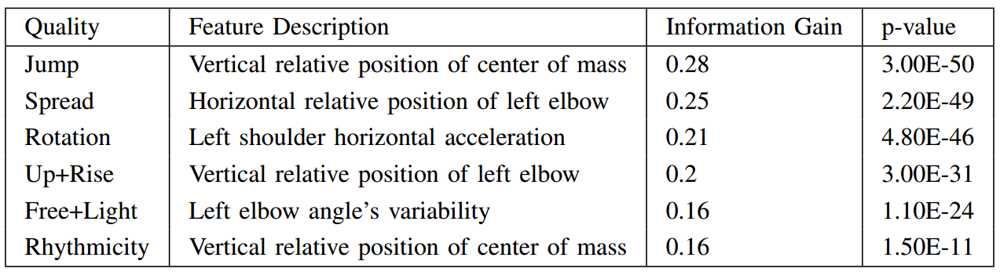 Quality Feature Description Information Gain p-value
Jump Vertical relative position of center of mass 0.28 3.00E-50
Spread Horizontal relative position of left elbow 0.25 2.20E-49
Rotation Left shoulder horizontal acceleration 0.21 4.80E-46
Up+Rise Vertical relative position of left elbow 0.2 3.00E-31
Free+Light Left elbow angle's variability 0.16 1.10E-24
Rhythmicity Vertical relative position of center of mass 0.16 1.50E-11